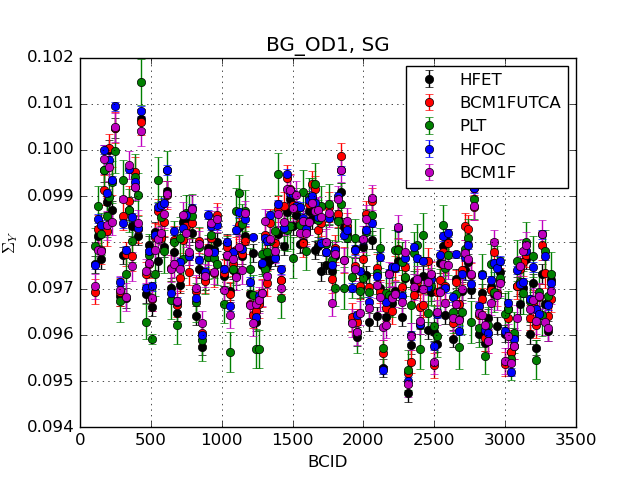 BG_OD1, SG
0.102
0.101
0.100
0.099
0.098
0.097
0.096
0.095
0.094
Σ_Y
HFET
BCM1FUTCA
PLT
HFOC
BCM1F
0 500 1000 1500 2000 2500 3000 3500
BCID